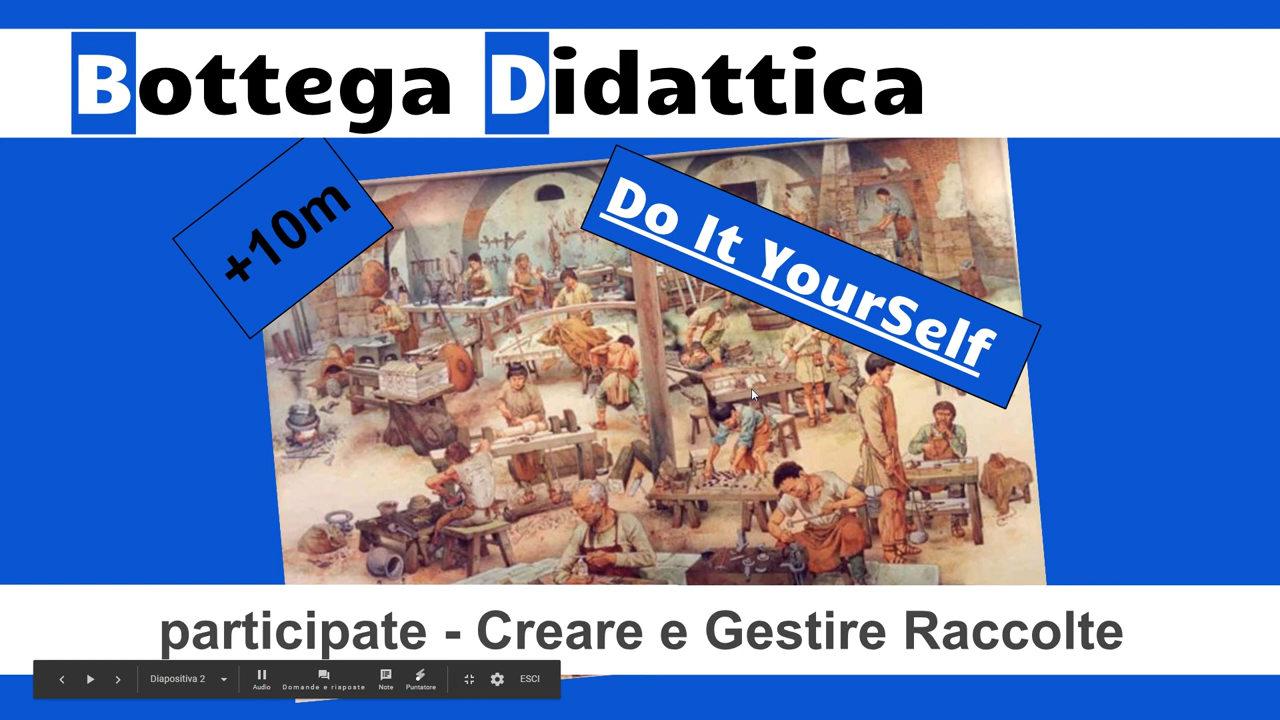 Bottega Didattica
+10m
Do It YourSelf
participate - Creare e Gestire Raccolte
Diapositiva 2
Audio
Domande e risposte
Note
Puntatore
ESCI